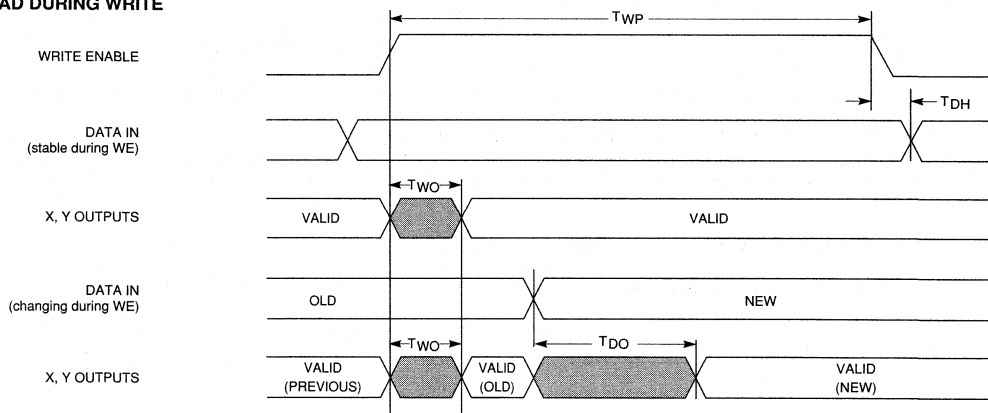 AD DURING WRITE
TWP
WRITE ENABLE
TDH
DATA IN
(stable during WE)
TWO
X, Y OUTPUTS
VALID
VALID
DATA IN
(changing during WE)
OLD
NEW
TWO
TDO
X, Y OUTPUTS
VALID
(PREVIOUS)
VALID
(OLD)
VALID
(NEW)